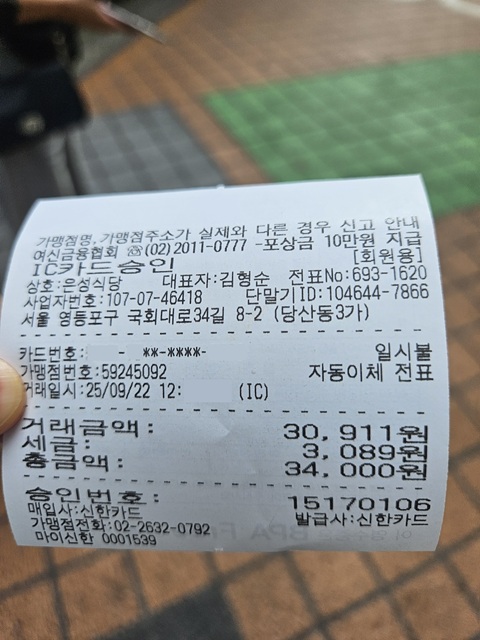 가맹점명, 가맹점주소가 실제와 다른 경우 신고 안내
여신금융협회 ☎(02)2011-0777 -포상금 10만원 지급
IC카드승인 [회원용]
상호:은성식당 대표자:김형순 전표No:693-1620
사업자번호:107-07-46418 단말기ID:104644-7866
서울 영등포구 국회대로34길 8-2 (당산동3가)
카드번호: - **-****- 일시불
가맹점번호:59245092 자동이체 전표
거래일시:25/09/22 12: (IC)
거래금액: 30,911원
세금: 3,089원
총금액: 34,000원
승인번호: 15170106
매입사:신한카드 발급사:신한카드
가맹점전화:02-2632-0792
마이신한 0001539